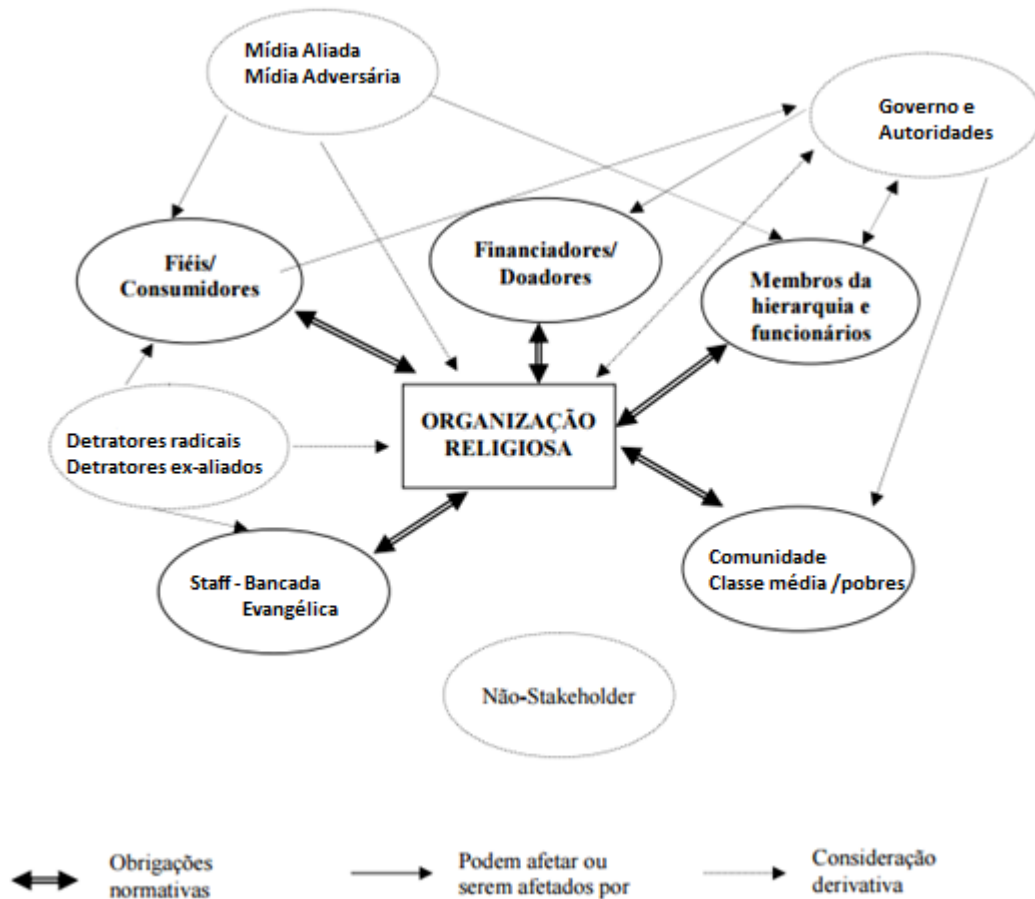 Mídia Aliada
Mídia Adversária
Governo e
Autoridades
Fiéis/
Consumidores
Financiadores/
Doadores
Membros da
hierarquia e
funcionários
ORGANIZAÇÃO
RELIGIOSA
Detratores radicais
Detratores ex-aliados
Staff - Bancada
Evangélica
Comunidade
Classe média /pobres
Não-Stakeholder
Obrigações
normativas
Podem afetar ou
serem afetados por
Consideração
derivativa